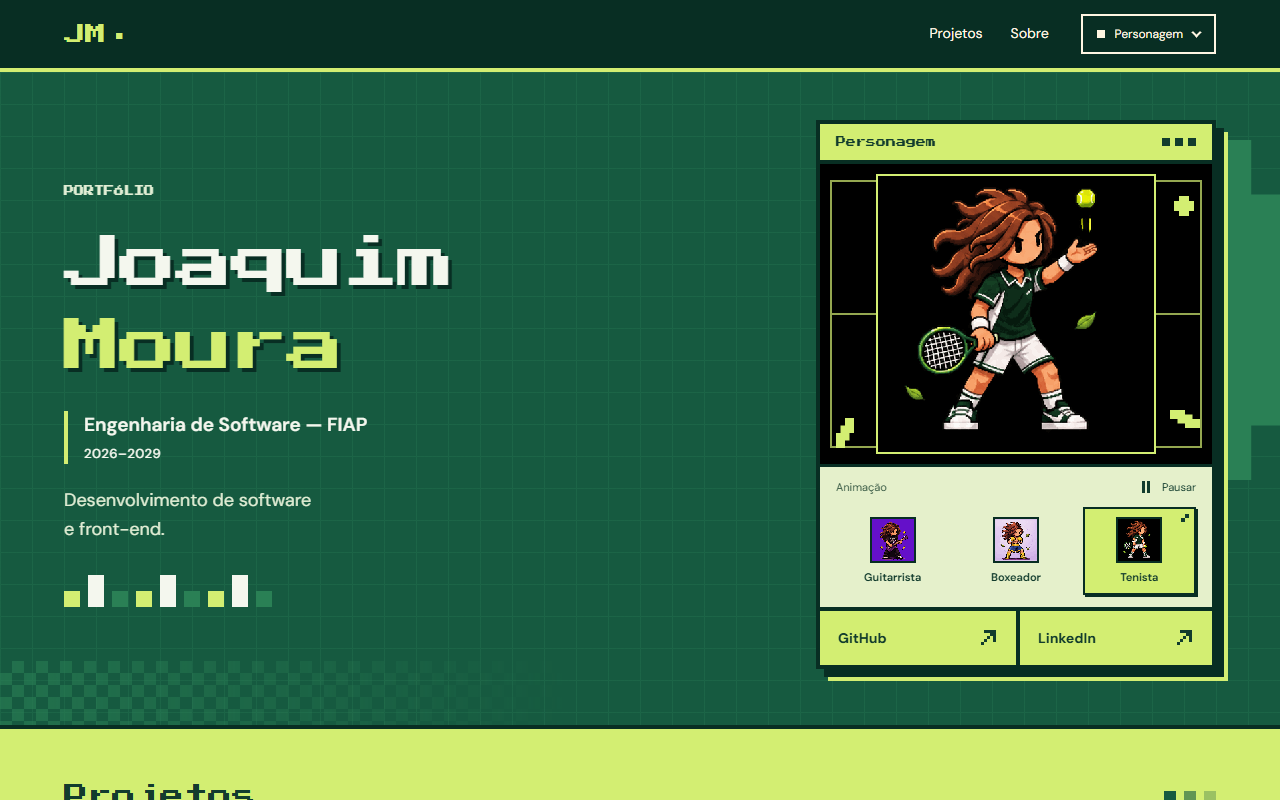 JM.
Projetos
Sobre
Personagem
PORTFóLIO
Joaquim
Moura
Engenharia de Software — FIAP
2026–2029
Desenvolvimento de software
e front-end.
Personagem
Animação
Pausar
Guitarrista
Boxeador
Tenista
GitHub
LinkedIn
Projetos